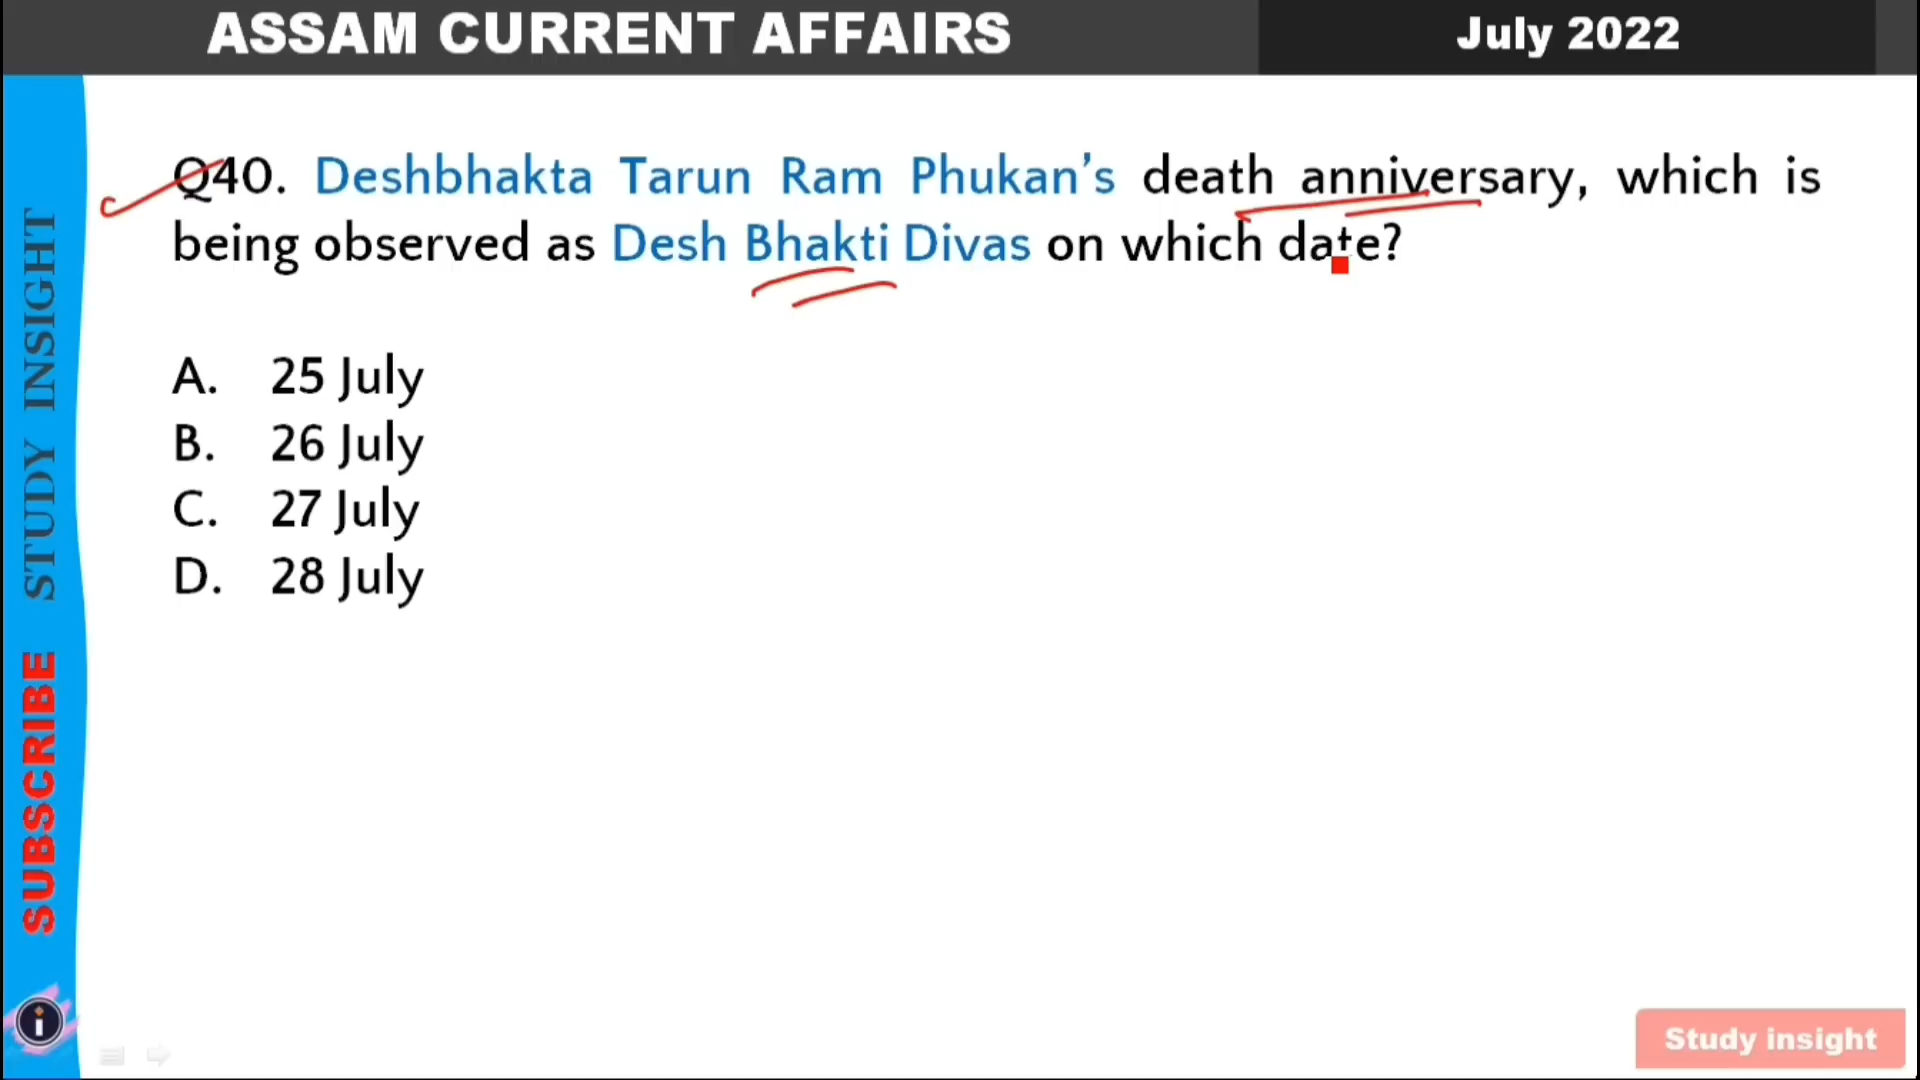 ASSAM CURRENT AFFAIRS
July 2022
Q40. Deshbhakta Tarun Ram Phukan's death anniversary, which is
being observed as Desh Bhakti Divas on which date?
A. 25 July
B. 26 July
C. 27 July
D. 28 July
SUBSCRIBE STUDY INSIGHT
i
Study insight